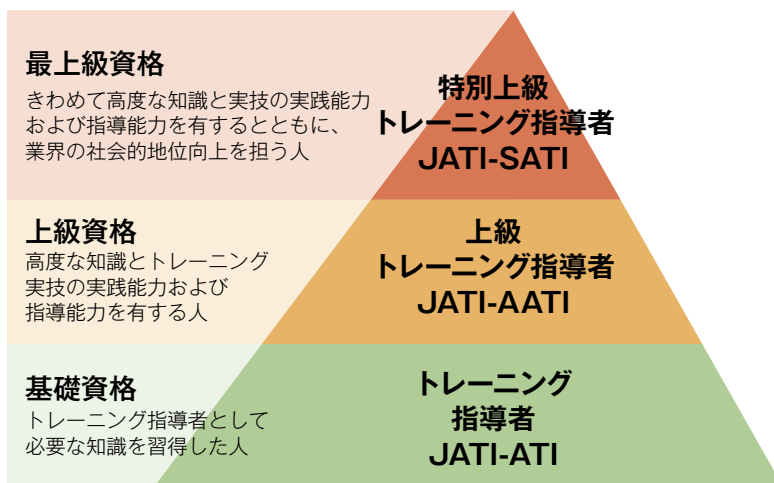 最上級資格
きわめて高度な知識と実技の実践能力
および指導能力を有するとともに、
業界の社会的地位向上を担う人
特別上級
トレーニング指導者
JATI-SATI
上級資格
高度な知識とトレーニング
実技の実践能力および
指導能力を有する人
上級
トレーニング指導者
JATI-AATI
基礎資格
トレーニング指導者として
必要な知識を習得した人
トレーニング
指導者
JATI-ATI